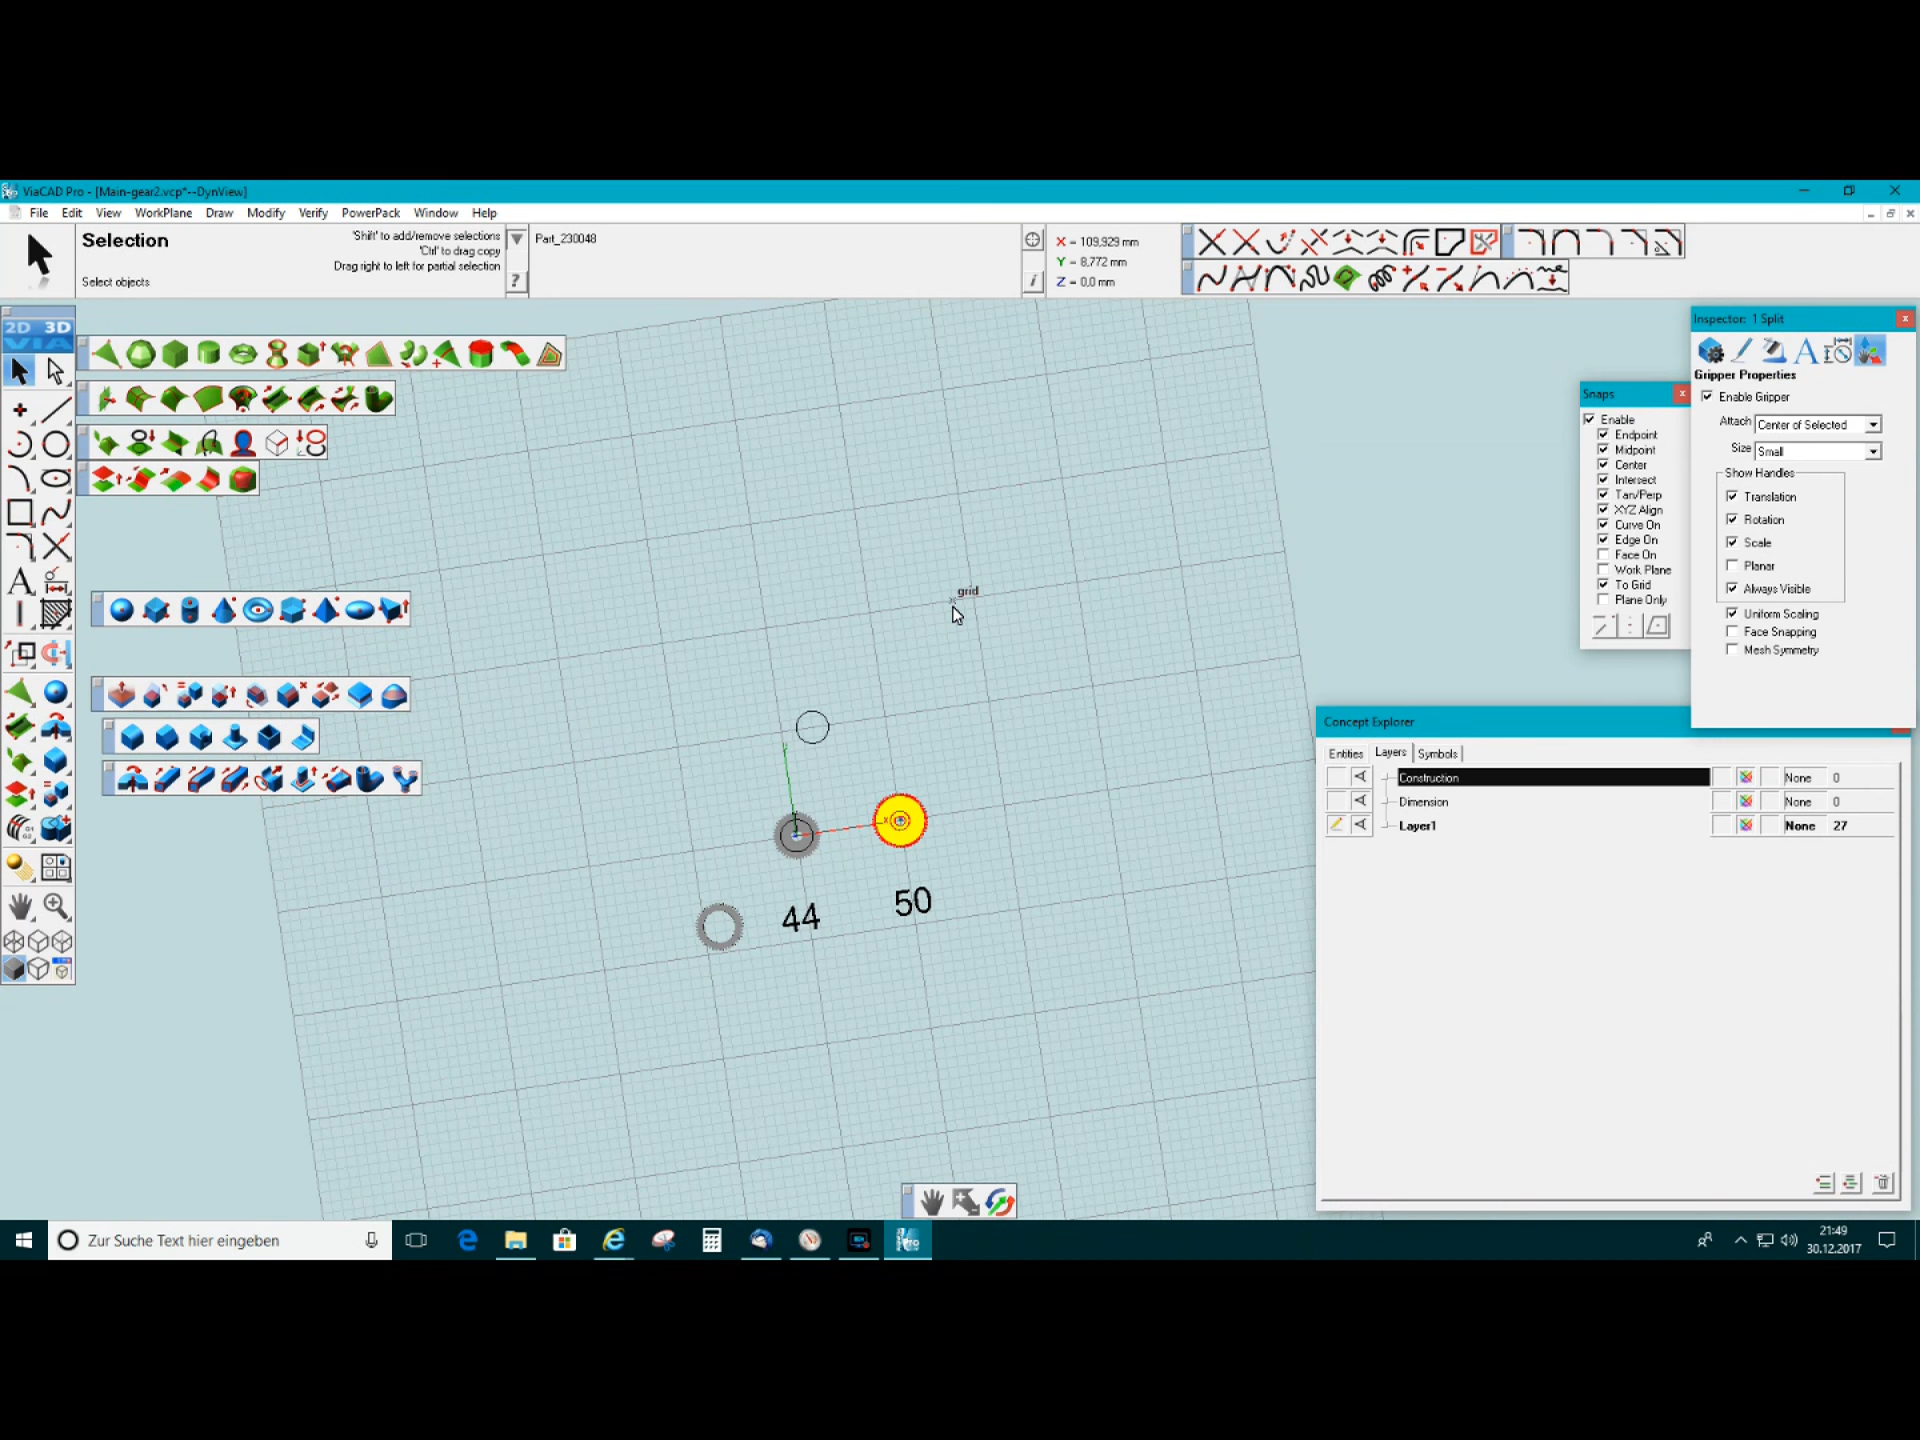 ViaCAD Pro - [Main-gear2.vcp*--DynView]
File Edit View WorkPlane Draw Modify Verify PowerPack Window Help
Selection
'Shift' to add/remove selections
'Ctrl' to drag copy
Drag right to left for partial selection
Select objects
?
Part_230048
i
X = 109,929 mm
Y = 8,772 mm
Z = 0,0 mm
2D 3D
VIA
Snaps
Enable
Endpoint
Midpoint
Center
Intersect
Tan/Perp
XYZ Align
Curve On
Edge On
Face On
Work Plane
To Grid
Plane Only
Inspector: 1 Split
Gripper Properties
Enable Gripper
Attach Center of Selected
Size Small
Show Handles
Translation
Rotation
Scale
Planar
Always Visible
Uniform Scaling
Face Snapping
Mesh Symmetry
grid
44
50
Concept Explorer
Entities Layers Symbols
Construction None 0
Dimension None 0
Layer1 None 27
Zur Suche Text hier eingeben
21:49
30.12.2017